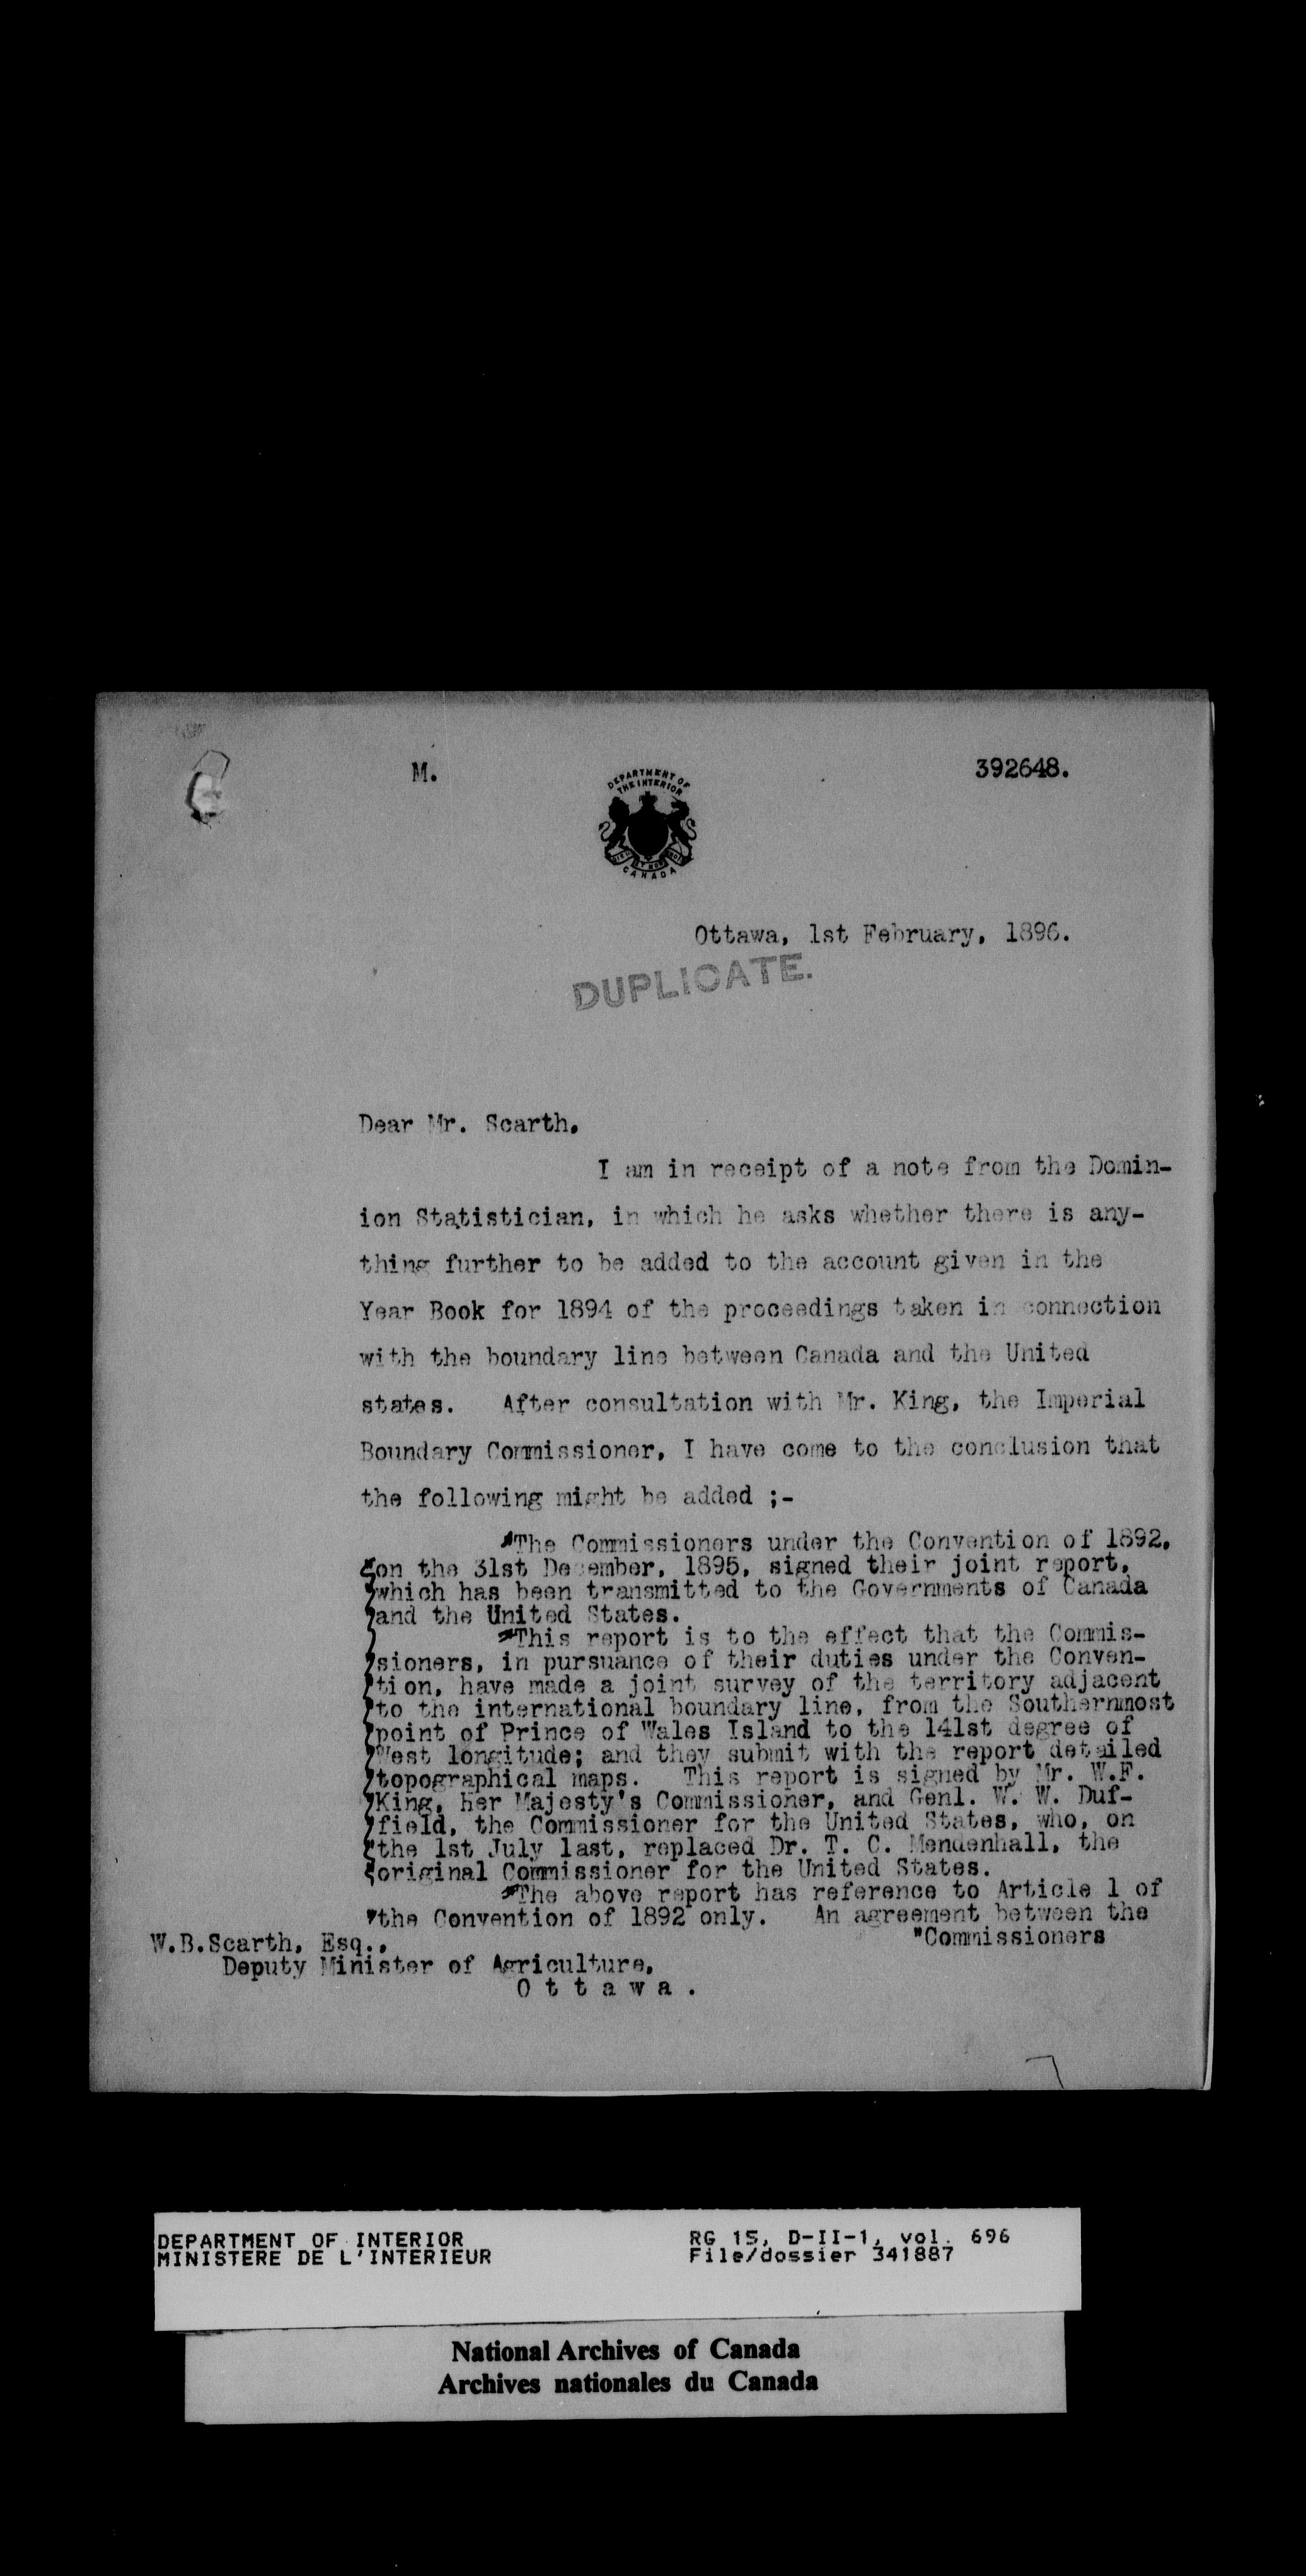 M.
392648.
DEPARTMENT OF
THE INTERIOR
CANADA
Ottawa, 1st February, 1896.
DUPLICATE.
Dear Mr. Scarth,
I am in receipt of a note from the Domin-
ion Statistician, in which he asks whether there is any-
thing further to be added to the account given in the
Year Book for 1894 of the proceedings taken in connection
with the boundary line between Canada and the United
states. After consultation with Mr. King, the Imperial
Boundary Commissioner, I have come to the conclusion that
the following might be added ;-
"The Commissioners under the Convention of 1892,
"on the 31st December, 1895, signed their joint report,
"which has been transmitted to the Governments of Canada
"and the United States.
"This report is to the effect that the Commis-
"sioners, in pursuance of their duties under the Conven-
"tion, have made a joint survey of the territory adjacent
"to the international boundary line, from the Southernmost
"point of Prince of Wales Island to the 141st degree of
"West longitude; and they submit with the report detailed
"topographical maps. This report is signed by Mr. W.F.
"King, Her Majesty's Commissioner, and Genl. W. W. Duf-
"field, the Commissioner for the United States, who, on
"the 1st July last, replaced Dr. T. C. Mendenhall, the
"original Commissioner for the United States.
"The above report has reference to Article 1 of
"the Convention of 1892 only. An agreement between the
"Commissioners
W.B.Scarth, Esq.,
Deputy Minister of Agriculture,
O t t a w a .
DEPARTMENT OF INTERIOR
MINISTERE DE L'INTERIEUR
RG 15, D-II-1, vol. 696
File/dossier 341887
National Archives of Canada
Archives nationales du Canada